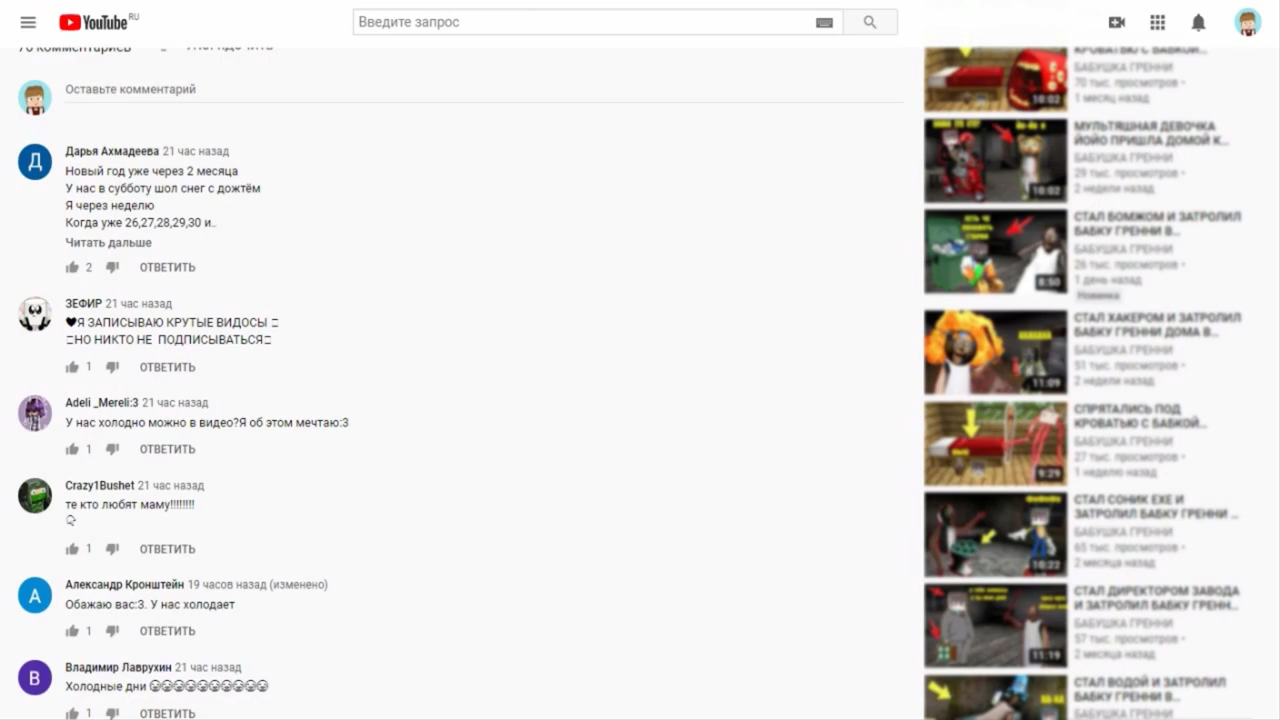 YouTube RU
Введите запрос
Оставьте комментарий
Дарья Ахмадеева 21 час назад
Новый год уже через 2 месяца
У нас в субботу шол снег с дожтём
Я через неделю
Когда уже 26,27,28,29,30 и..
Читать дальше
2 ОТВЕТИТЬ
ЗЕФИР 21 час назад
🖤Я ЗАПИСЫВАЮ КРУТЫЕ ВИДОСЫ
НО НИКТО НЕ ПОДПИСЫВАТЬСЯ
1 ОТВЕТИТЬ
Adeli _Mereli:3 21 час назад
У нас холодно можно в видео?Я об этом мечтаю:3
1 ОТВЕТИТЬ
Crazy1Bushet 21 час назад
те кто любят маму!!!!!!!!
1 ОТВЕТИТЬ
Александр Кронштейн 19 часов назад (изменено)
Обажаю вас:3. У нас холодает
1 ОТВЕТИТЬ
Владимир Лаврухин 21 час назад
Холодные дни
1 ОТВЕТИТЬ
КРОВАТЬЮ С БАБКОЙ...
БАБУШКА ГРЕННИ
70 тыс. просмотров •
1 месяц назад
10:02
МУЛЬТЯШНАЯ ДЕВОЧКА
ЙОЙО ПРИШЛА ДОМОЙ К...
БАБУШКА ГРЕННИ
29 тыс. просмотров •
2 недели назад
10:02
СТАЛ БОМЖОМ И ЗАТРОЛИЛ
БАБКУ ГРЕННИ В...
БАБУШКА ГРЕННИ
26 тыс. просмотров •
1 день назад
Новинка
8:50
СТАЛ ХАКЕРОМ И ЗАТРОЛИЛ
БАБКУ ГРЕННИ ДОМА В...
БАБУШКА ГРЕННИ
51 тыс. просмотров •
2 недели назад
11:09
СПРЯТАЛИСЬ ПОД
КРОВАТЬЮ С БАБКОЙ...
БАБУШКА ГРЕННИ
27 тыс. просмотров •
1 неделю назад
9:29
СТАЛ СОНИК ЕХЕ И
ЗАТРОЛИЛ БАБКУ ГРЕННИ ...
БАБУШКА ГРЕННИ
65 тыс. просмотров •
2 месяца назад
10:22
СТАЛ ДИРЕКТОРОМ ЗАВОДА
И ЗАТРОЛИЛ БАБКУ ГРЕНН...
БАБУШКА ГРЕННИ
57 тыс. просмотров •
2 месяца назад
11:19
СТАЛ ВОДОЙ И ЗАТРОЛИЛ
БАБКУ ГРЕННИ В...
БАБУШКА ГРЕННИ